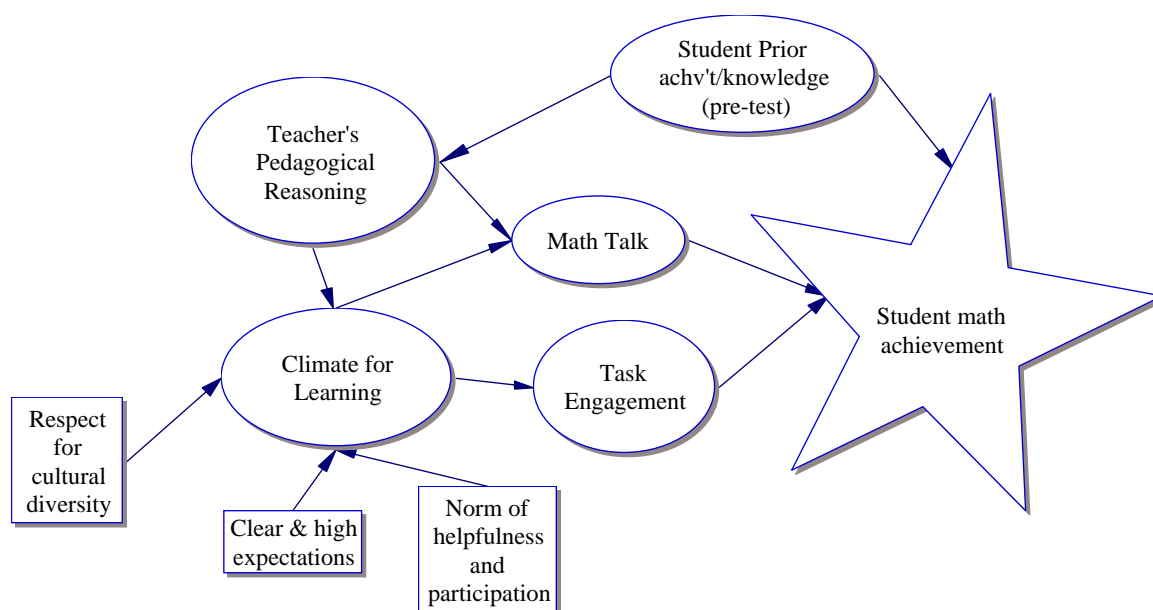 Student Prior
achv't/knowledge
(pre-test)
Teacher's
Pedagogical
Reasoning
Math Talk
Student math
achievement
Climate for
Learning
Task
Engagement
Respect
for
cultural
diversity
Clear & high
expectations
Norm of
helpfulness
and
participation